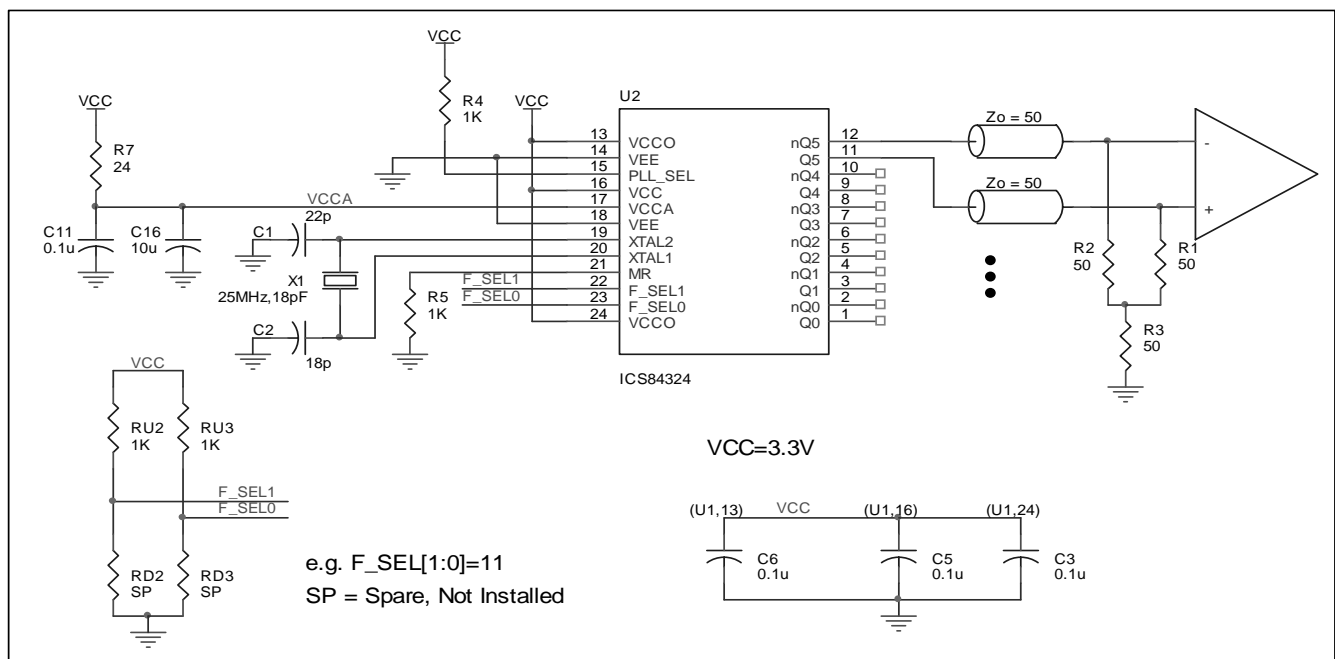 VCC
VCC
VCC
R7
24
R4
1K
U2
VCCA
C11
0.1u
C16
10u
C1
22p
X1
25MHz,18pF
C2
18p
R5
1K
F_SEL1
F_SEL0
13 VCCO
14 VEE
15 PLL_SEL
16 VCC
17 VCCA
18 VEE
19 XTAL2
20 XTAL1
21 MR
22 F_SEL1
23 F_SEL0
24 VCCO
nQ5 12
Q5 11
nQ4 10
Q4 9
nQ3 8
Q3 7
nQ2 6
Q2 5
nQ1 4
Q1 3
nQ0 2
Q0 1
ICS84324
Zo = 50
Zo = 50
-
+
R2
50
R1
50
R3
50
VCC
RU2
1K
RU3
1K
F_SEL1
F_SEL0
RD2
SP
RD3
SP
e.g. F_SEL[1:0]=11
SP = Spare, Not Installed
VCC=3.3V
(U1,13) VCC (U1,16) (U1,24)
C6
0.1u
C5
0.1u
C3
0.1u